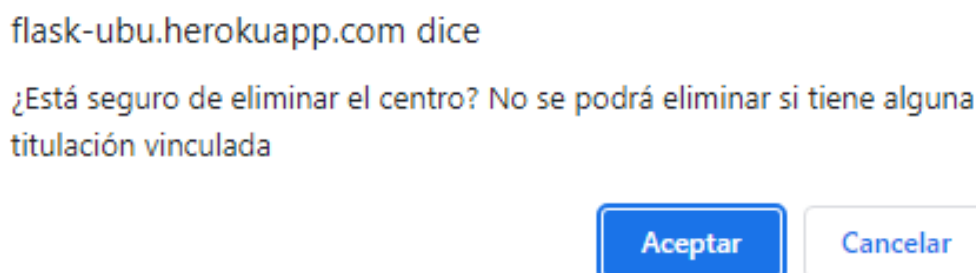 flask-ubu.herokuapp.com dice
¿Está seguro de eliminar el centro? No se podrá eliminar si tiene alguna
titulación vinculada
Aceptar Cancelar